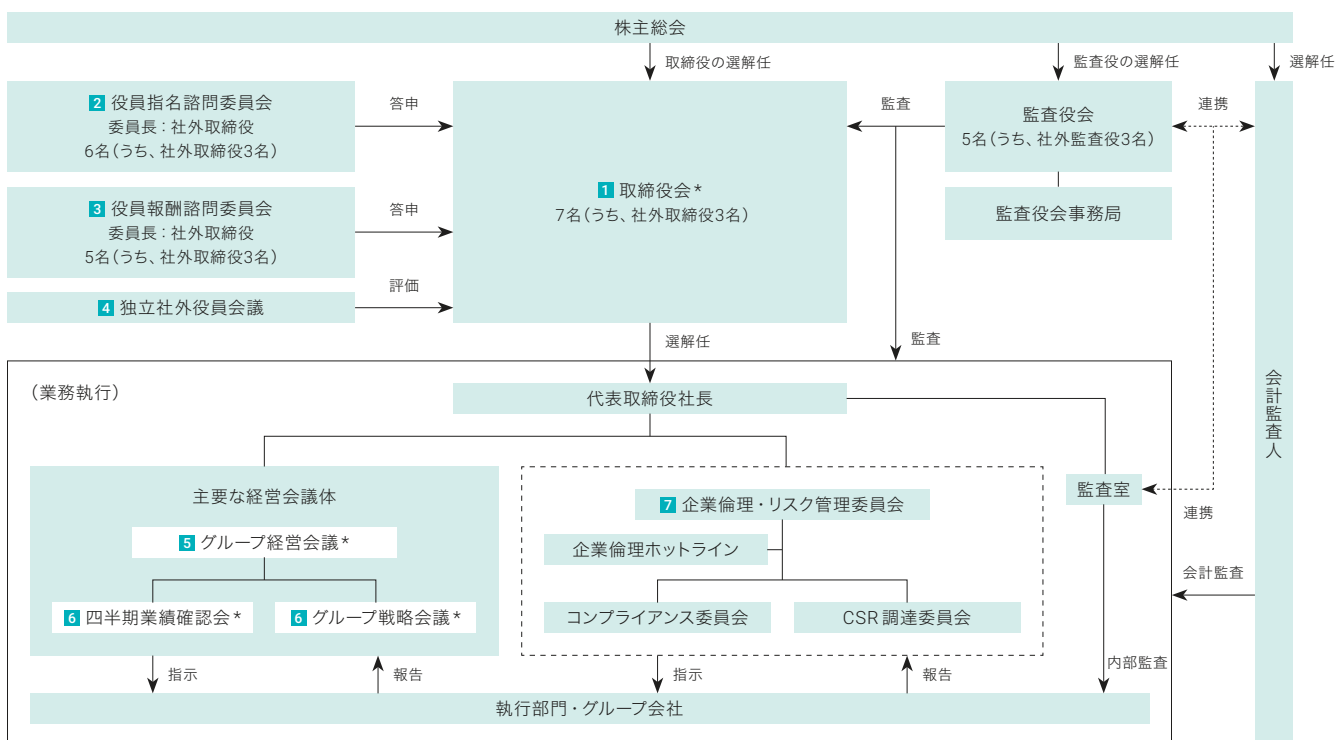 株主総会
取締役の選解任
監査役の選解任
選解任
2 役員指名諮問委員会
委員長：社外取締役
6名（うち、社外取締役3名）
答申
3 役員報酬諮問委員会
委員長：社外取締役
5名（うち、社外取締役3名）
答申
4 独立社外役員会議
評価
1 取締役会*
7名（うち、社外取締役3名）
監査
監査役会
5名（うち、社外監査役3名）
監査役会事務局
連携
会計監査人
選解任
監査
（業務執行）
代表取締役社長
主要な経営会議体
5 グループ経営会議*
6 四半期業績確認会*
6 グループ戦略会議*
7 企業倫理・リスク管理委員会
企業倫理ホットライン
コンプライアンス委員会
CSR調達委員会
監査室
連携
会計監査
内部監査
指示
報告
指示
報告
執行部門・グループ会社